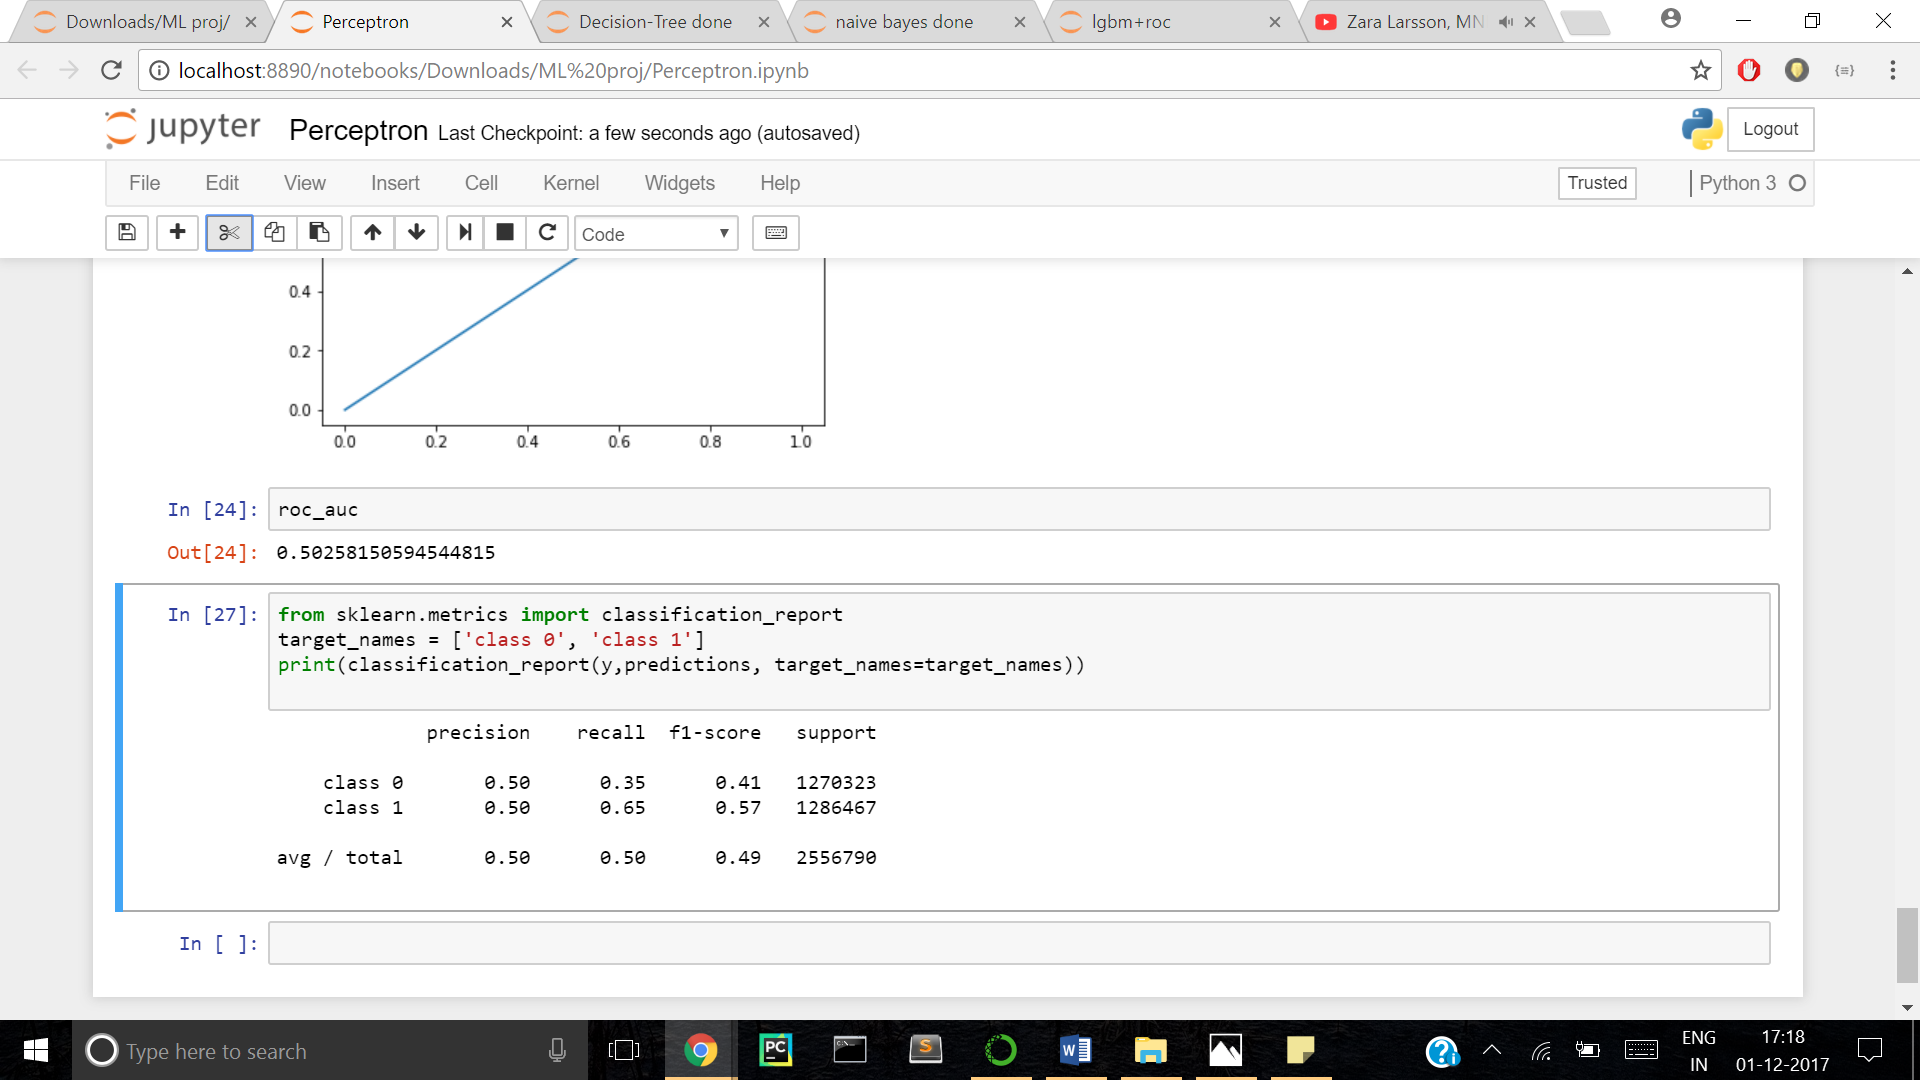 Downloads/ML proj/
Perceptron
Decision-Tree done
naive bayes done
lgbm+roc
Zara Larsson, MN
localhost:8890/notebooks/Downloads/ML%20proj/Perceptron.ipynb
jupyter Perceptron Last Checkpoint: a few seconds ago (autosaved)
Logout
File Edit View Insert Cell Kernel Widgets Help
Trusted
Python 3
Code
0.4
0.2
0.0
0.0 0.2 0.4 0.6 0.8 1.0
In [24]: roc_auc
Out[24]: 0.50258150594544815
In [27]: from sklearn.metrics import classification_report
target_names = ['class 0', 'class 1']
print(classification_report(y,predictions, target_names=target_names))
precision recall f1-score support
class 0 0.50 0.35 0.41 1270323
class 1 0.50 0.65 0.57 1286467
avg / total 0.50 0.50 0.49 2556790
In [ ]:
Type here to search
PC
S
W
ENG
IN
17:18
01-12-2017